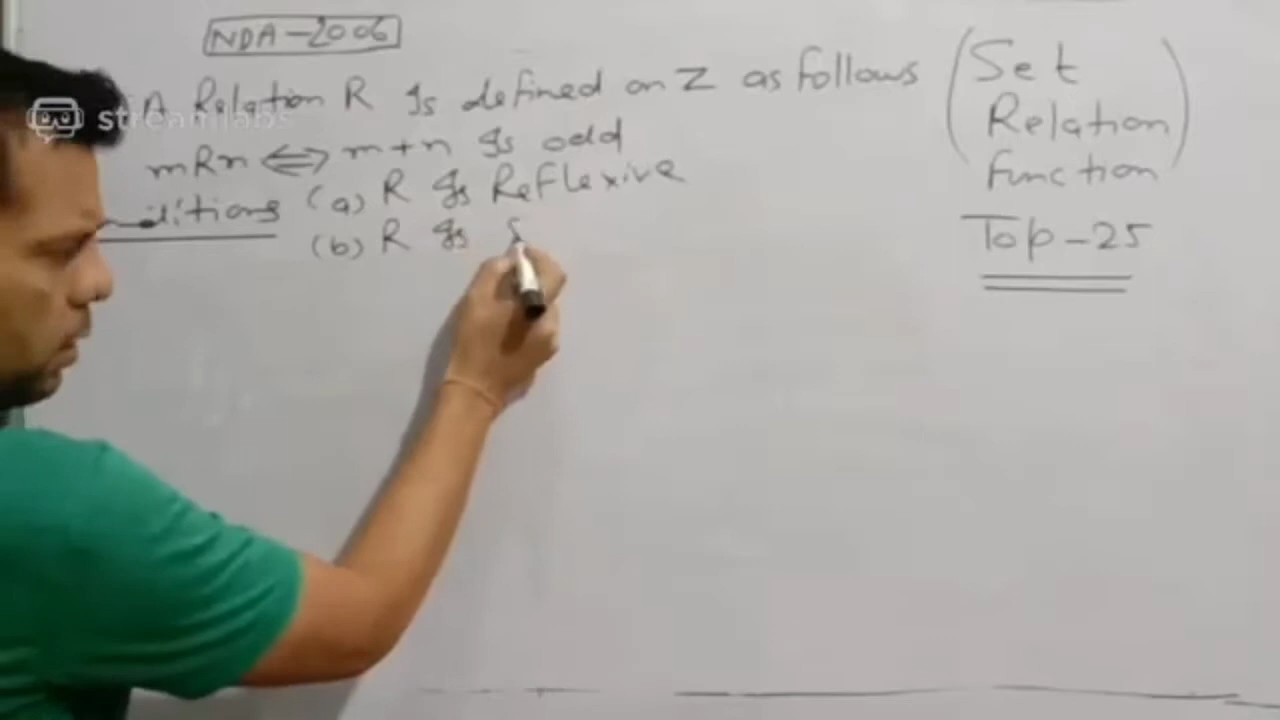 NDA-2006
A Relation R Is defined on Z as follows
mRn ⇔ m+n Is odd
(a) R Is Reflexive
(b) R Is S
(Set
Relation
function)
Top-25
streamlabs